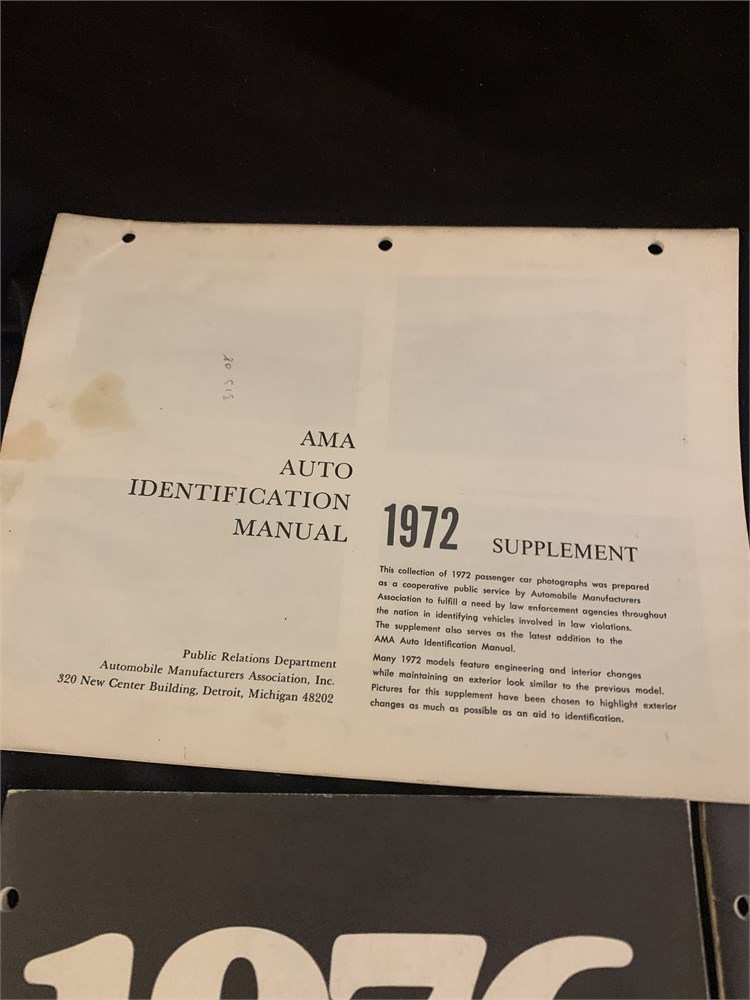 313 08
AMA
AUTO
IDENTIFICATION
MANUAL
1972 SUPPLEMENT
This collection of 1972 passenger car photographs was prepared
as a cooperative public service by Automobile Manufacturers
Association to fulfill a need by law enforcement agencies throughout
the nation in identifying vehicles involved in law violations.
The supplement also serves as the latest addition to the
AMA Auto Identification Manual.
Many 1972 models feature engineering and interior changes
while maintaining an exterior look similar to the previous model.
Pictures for this supplement have been chosen to highlight exterior
changes as much as possible as an aid to identification.
Public Relations Department
Automobile Manufacturers Association, Inc.
320 New Center Building, Detroit, Michigan 48202
1976